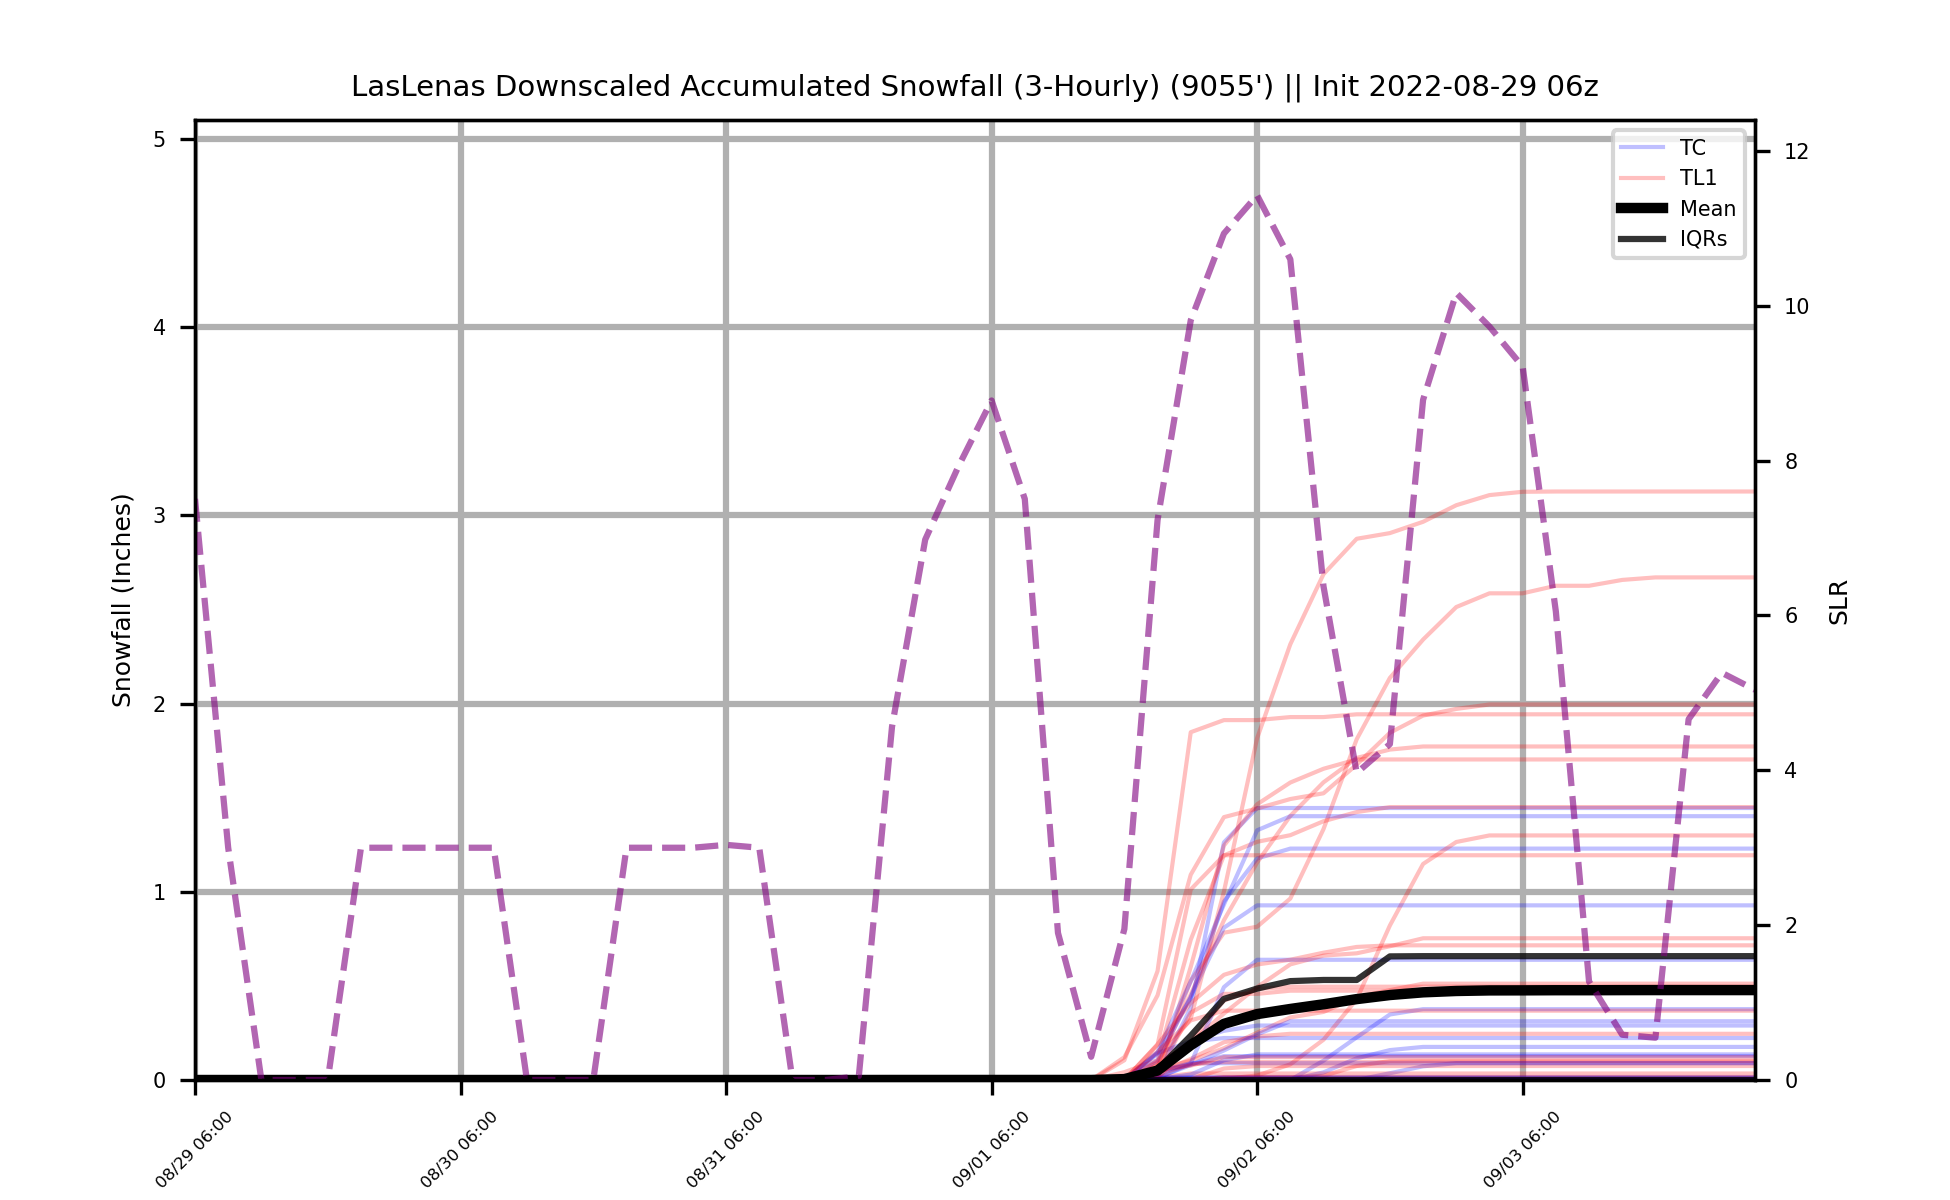 LasLenas Downscaled Accumulated Snowfall (3-Hourly) (9055') || Init 2022-08-29 06z
5
4
3
2
1
0
Snowfall (Inches)
TC
TL1
Mean
IQRs
12
10
8
6
4
2
0
SLR
08/29 06:00
08/30 06:00
08/31 06:00
09/01 06:00
09/02 06:00
09/03 06:00